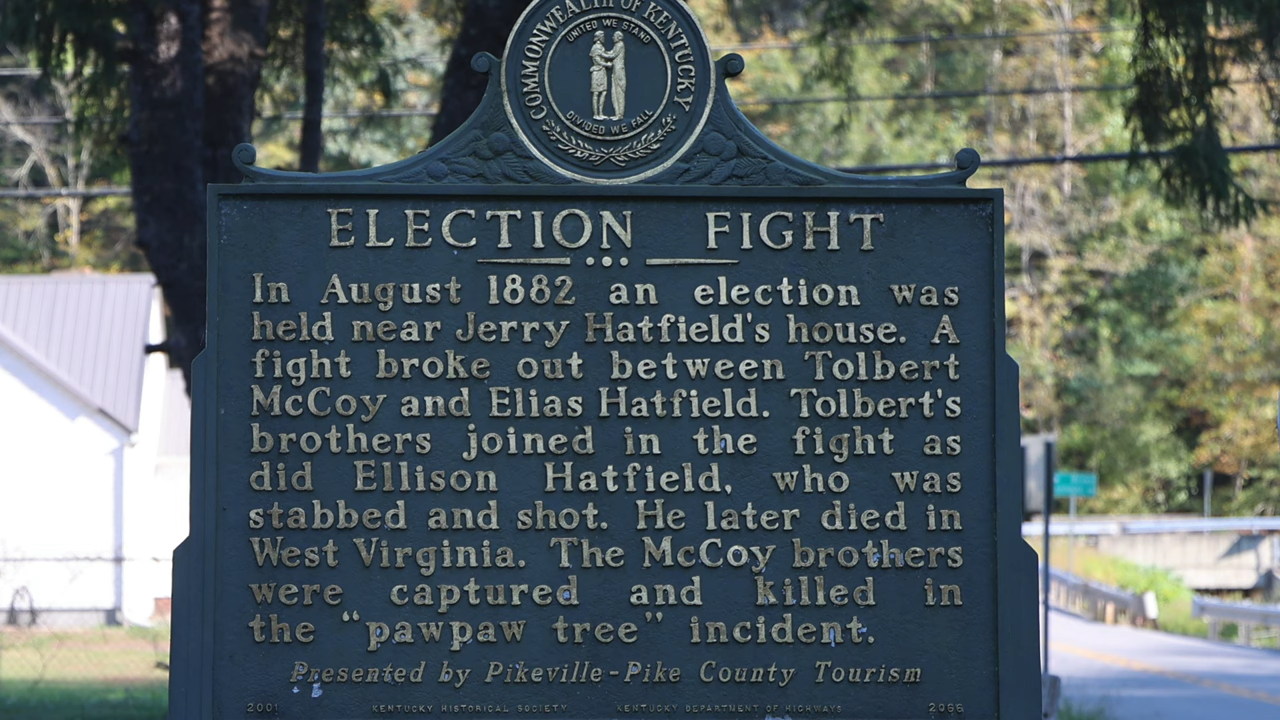 COMMONWEALTH OF KENTUCKY
UNITED WE STAND
DIVIDED WE FALL
ELECTION FIGHT
In August 1882 an election was
held near Jerry Hatfield's house. A
fight broke out between Tolbert
McCoy and Elias Hatfield. Tolbert's
brothers joined in the fight as
did Ellison Hatfield, who was
stabbed and shot. He later died in
West Virginia. The McCoy brothers
were captured and killed in
the "pawpaw tree" incident.
Presented by Pikeville-Pike County Tourism
2001 KENTUCKY HISTORICAL SOCIETY KENTUCKY DEPARTMENT OF HIGHWAYS 2066